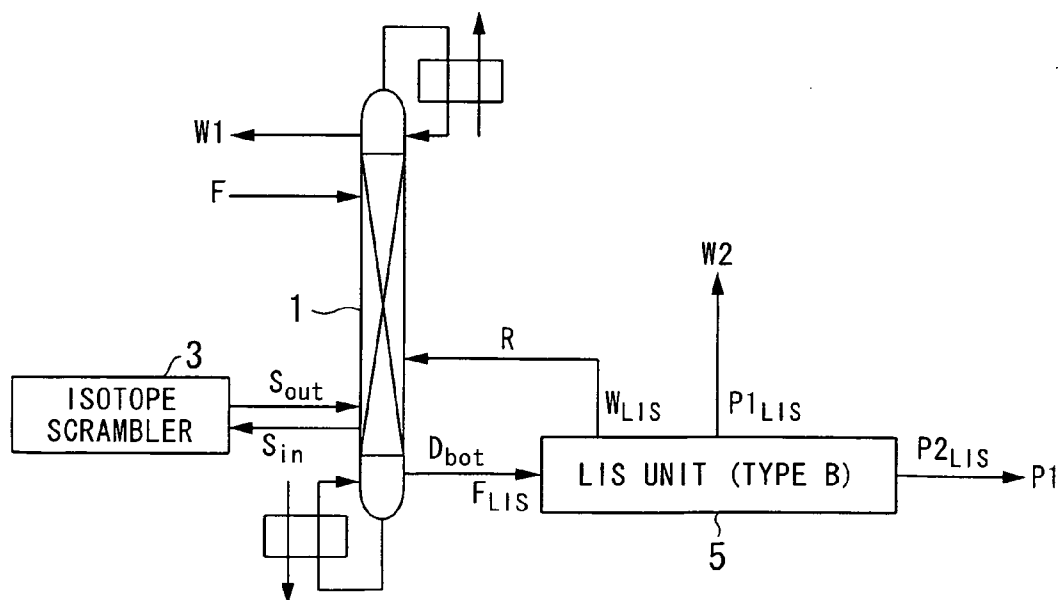 W1
F
1
3
ISOTOPE
SCRAMBLER
S_out
S_in
R
W2
W_LIS
P1_LIS
D_bot
F_LIS
LIS UNIT (TYPE B)
P2_LIS
P1
5